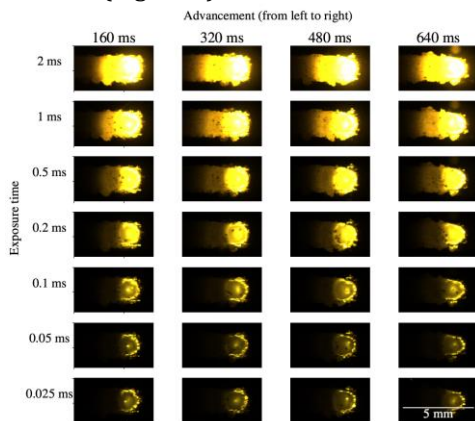 Advancement (from left to right)
160 ms 320 ms 480 ms 640 ms
2 ms
1 ms
0.5 ms
Exposure time
0.2 ms
0.1 ms
0.05 ms
0.025 ms
5 mm